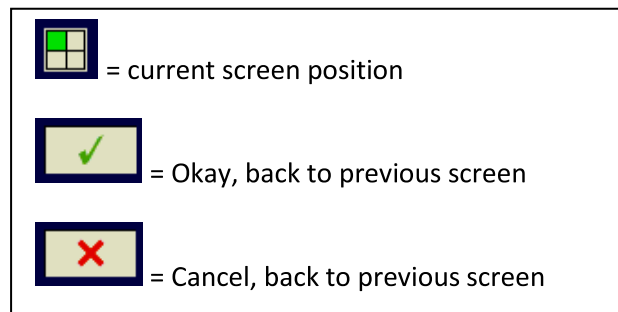 = current screen position
= Okay, back to previous screen
= Cancel, back to previous screen